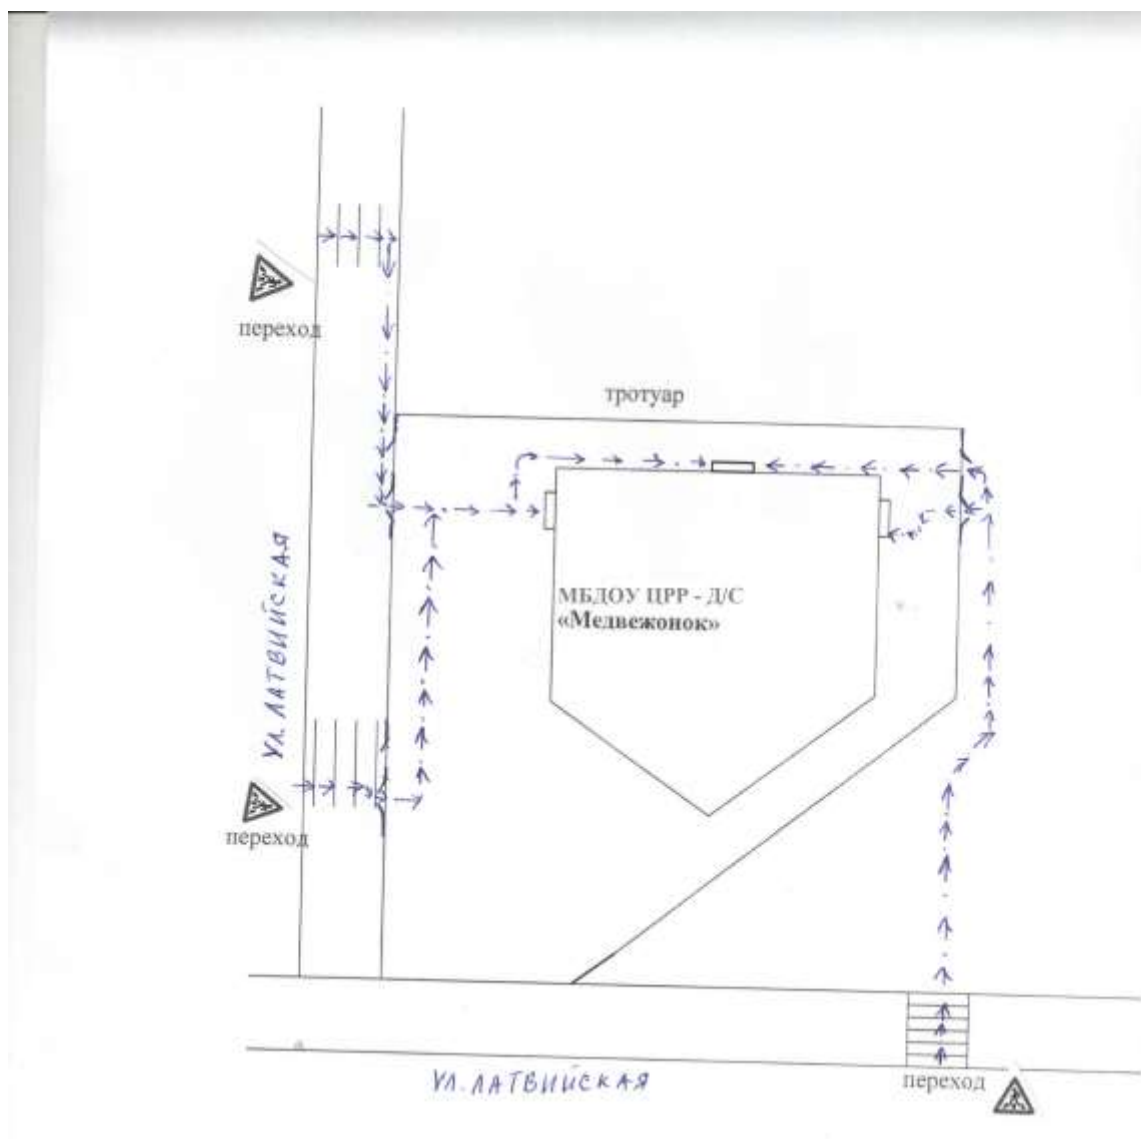 переход
тротуар
УЛ. ЛАТВИЙСКАЯ
МБДОУ ЦРР - Д/С
«Медвежонок»
переход
УЛ. ЛАТВИЙСКАЯ
переход